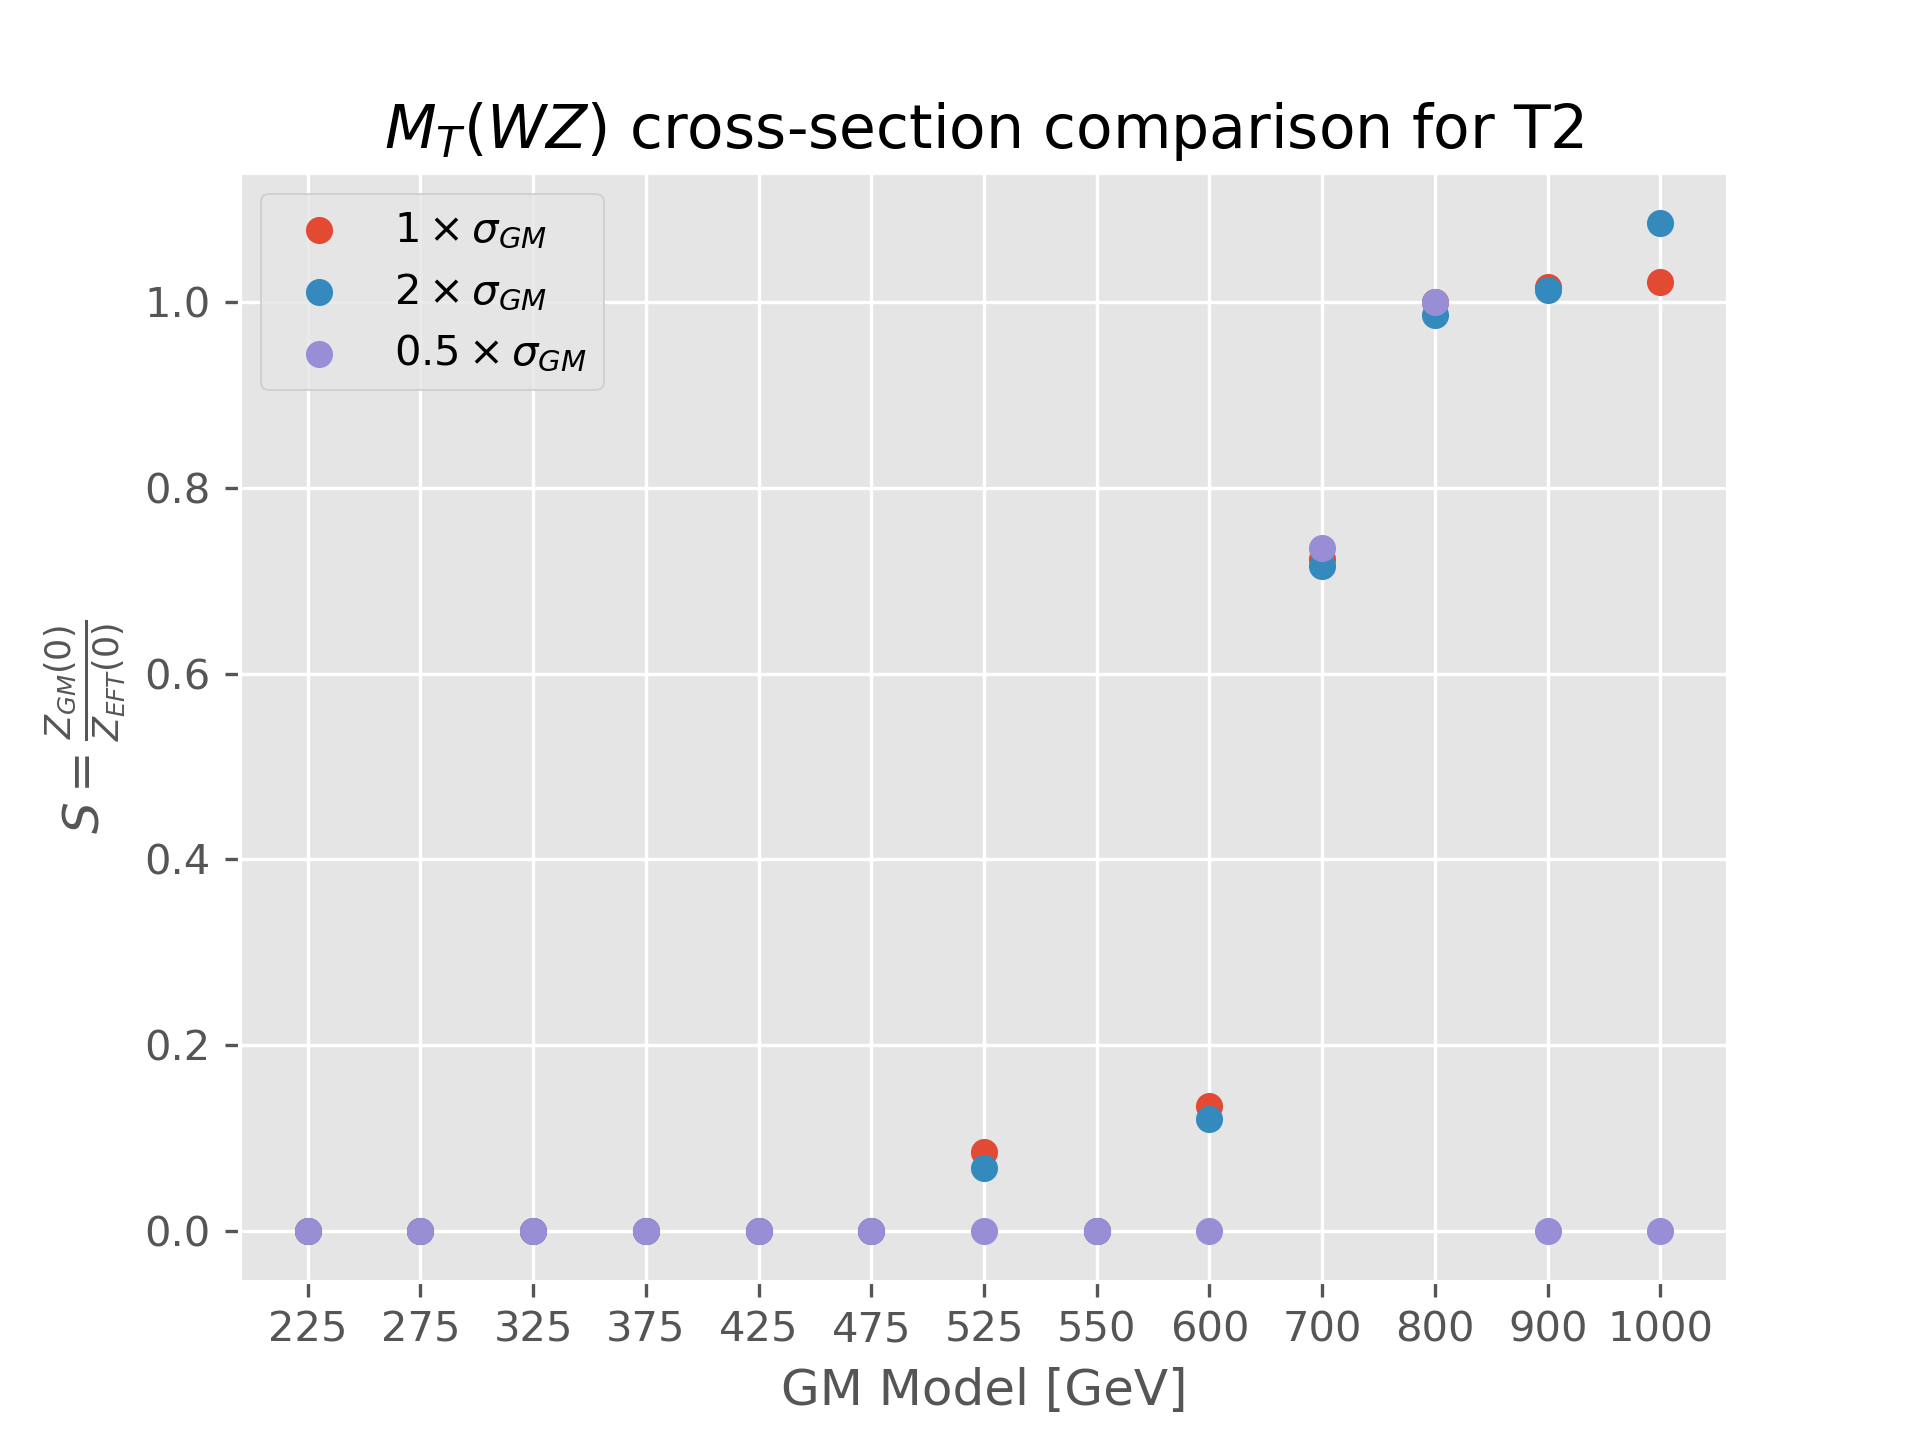 M_T(WZ) cross-section comparison for T2
1 × σ_GM
2 × σ_GM
0.5 × σ_GM
1.0
0.8
0.6
0.4
0.2
0.0
S = Z_GM(0) / Z_EFT(0)
225 275 325 375 425 475 525 550 600 700 800 900 1000
GM Model [GeV]